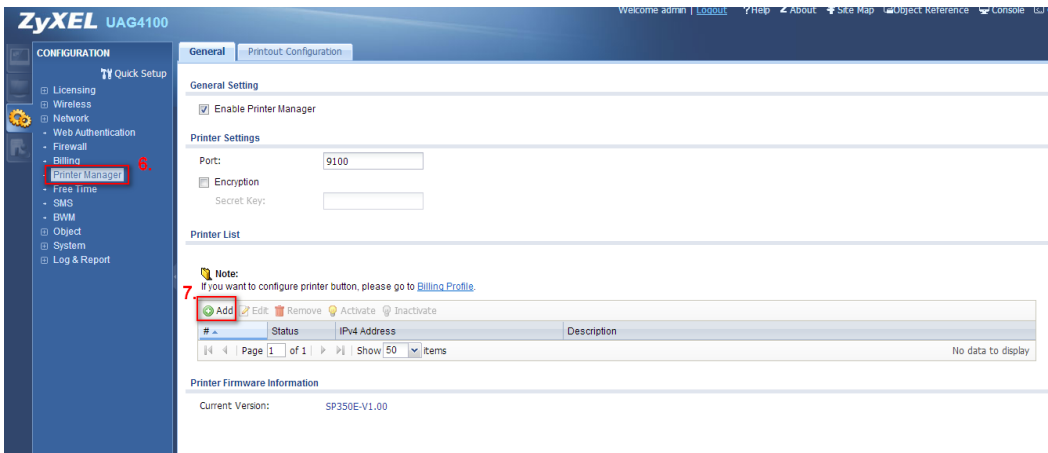 ZyXEL UAG4100
Welcome admin | Logout ?Help Z About Site Map Object Reference Console
CONFIGURATION
Quick Setup
Licensing
Wireless
Network
Web Authentication
Firewall
Billing
6.
Printer Manager
Free Time
SMS
BWM
Object
System
Log & Report
General Printout Configuration
General Setting
Enable Printer Manager
Printer Settings
Port: 9100
Encryption
Secret Key:
Printer List
Note:
If you want to configure printer button, please go to Billing Profile.
7.
Add Edit Remove Activate Inactivate
# Status IPv4 Address Description
Page 1 of 1 Show 50 items No data to display
Printer Firmware Information
Current Version: SP350E-V1.00